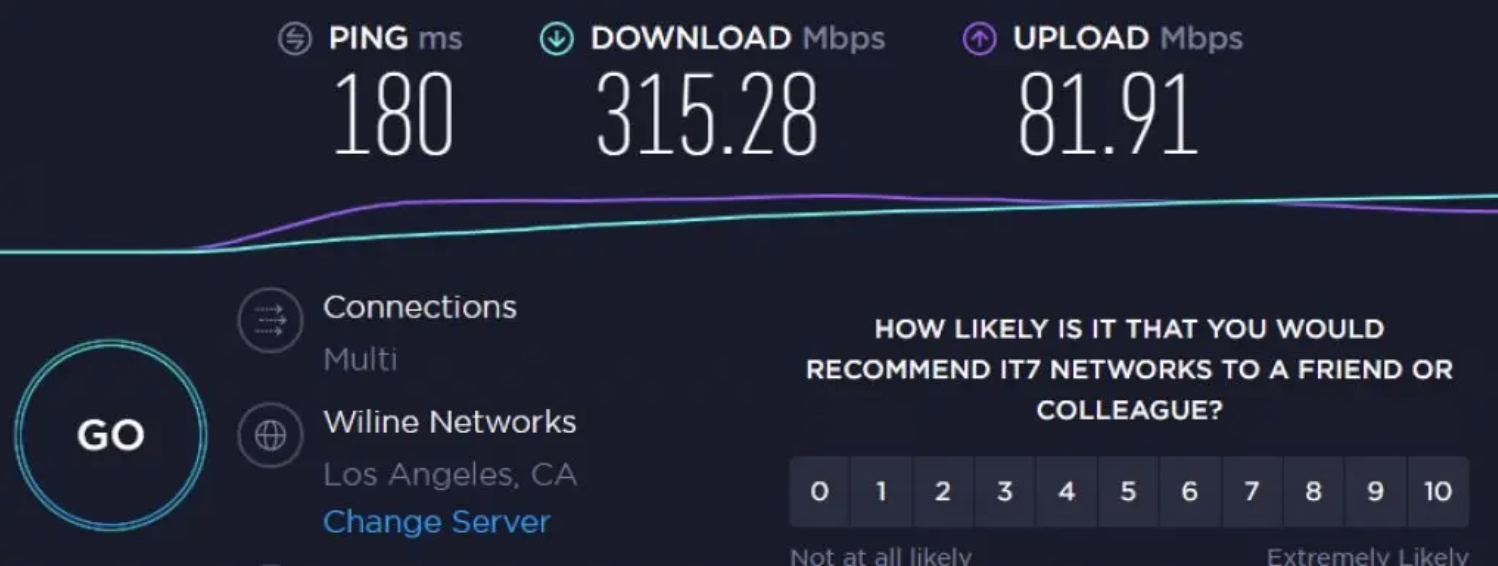 PING ms
180
DOWNLOAD Mbps
315.28
UPLOAD Mbps
81.91
GO
Connections
Multi
Wiline Networks
Los Angeles, CA
Change Server
HOW LIKELY IS IT THAT YOU WOULD
RECOMMEND IT7 NETWORKS TO A FRIEND OR
COLLEAGUE?
0 1 2 3 4 5 6 7 8 9 10
Not at all likely
Extremely Likely